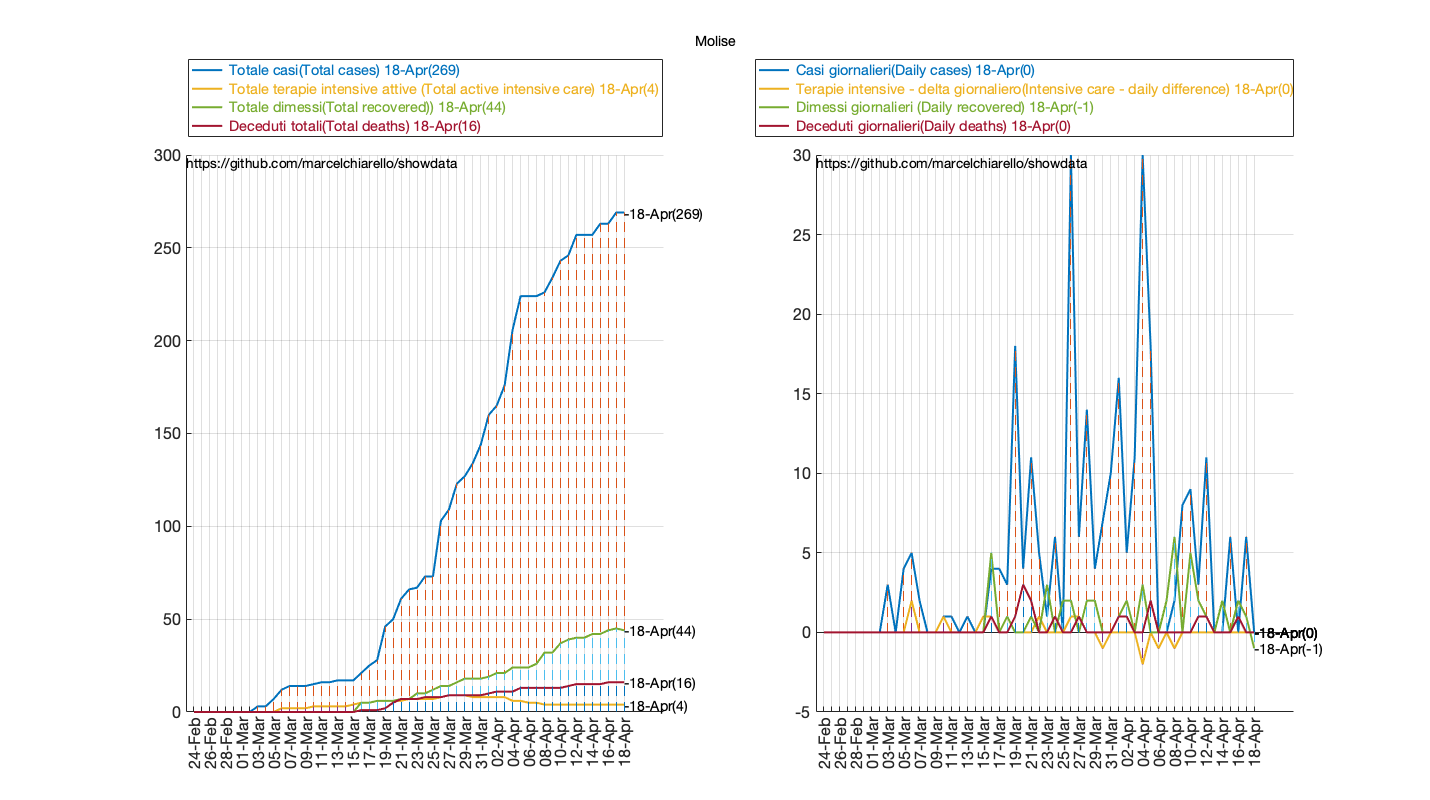 Molise
Totale casi(Total cases) 18-Apr(269)
Totale terapie intensive attive (Total active intensive care) 18-Apr(4)
Totale dimessi(Total recovered)) 18-Apr(44)
Deceduti totali(Total deaths) 18-Apr(16)
https://github.com/marcelchiarello/showdata
300
250
200
150
100
50
0
18-Apr(269)
18-Apr(44)
18-Apr(16)
18-Apr(4)
24-Feb
26-Feb
28-Feb
01-Mar
03-Mar
05-Mar
07-Mar
09-Mar
11-Mar
13-Mar
15-Mar
17-Mar
19-Mar
21-Mar
23-Mar
25-Mar
27-Mar
29-Mar
31-Mar
02-Apr
04-Apr
06-Apr
08-Apr
10-Apr
12-Apr
14-Apr
16-Apr
18-Apr
Casi giornalieri(Daily cases) 18-Apr(0)
Terapie intensive - delta giornaliero(Intensive care - daily difference) 18-Apr(0)
Dimessi giornalieri (Daily recovered) 18-Apr(-1)
Deceduti giornalieri(Daily deaths) 18-Apr(0)
https://github.com/marcelchiarello/showdata
30
25
20
15
10
5
0
-5
18-Apr(0)
18-Apr(-1)
24-Feb
26-Feb
28-Feb
01-Mar
03-Mar
05-Mar
07-Mar
09-Mar
11-Mar
13-Mar
15-Mar
17-Mar
19-Mar
21-Mar
23-Mar
25-Mar
27-Mar
29-Mar
31-Mar
02-Apr
04-Apr
06-Apr
08-Apr
10-Apr
12-Apr
14-Apr
16-Apr
18-Apr